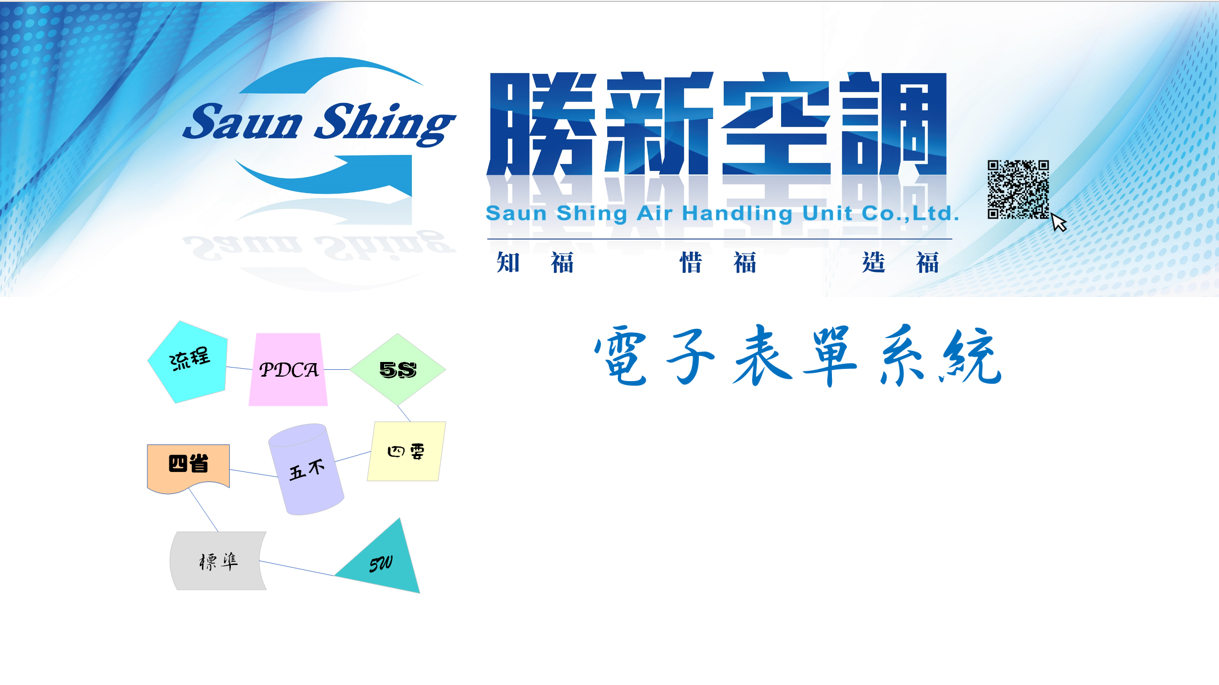 Saun Shing
勝新空調
Saun Shing Air Handling Unit Co.,Ltd.
知福 惜福 造福
電子表單系統
流程
PDCA
5S
四要
五不
四省
標準
5W